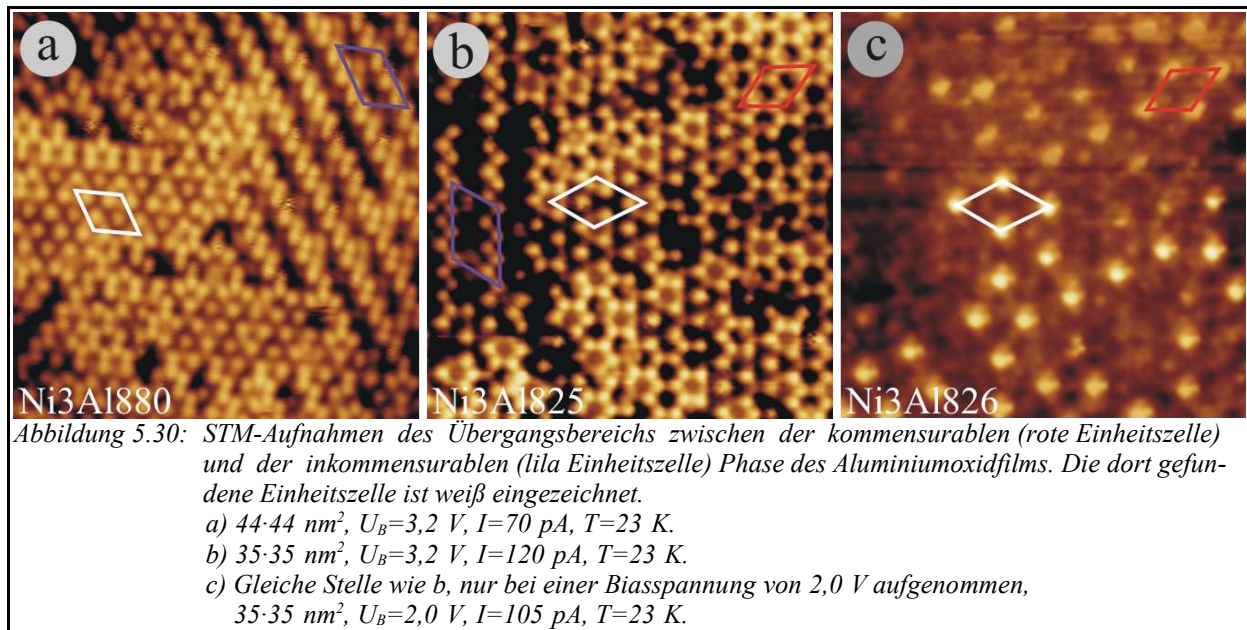 a
b
c
Ni3Al880
Ni3Al825
Ni3Al826
Abbildung 5.30: STM-Aufnahmen des Übergangsbereichs zwischen der kommensurablen (rote Einheitszelle)
und der inkommensurablen (lila Einheitszelle) Phase des Aluminiumoxidfilms. Die dort gefun-
dene Einheitszelle ist weiß eingezeichnet.
a) 44·44 nm², U_B=3,2 V, I=70 pA, T=23 K.
b) 35·35 nm², U_B=3,2 V, I=120 pA, T=23 K.
c) Gleiche Stelle wie b, nur bei einer Biasspannung von 2,0 V aufgenommen,
35·35 nm², U_B=2,0 V, I=105 pA, T=23 K.